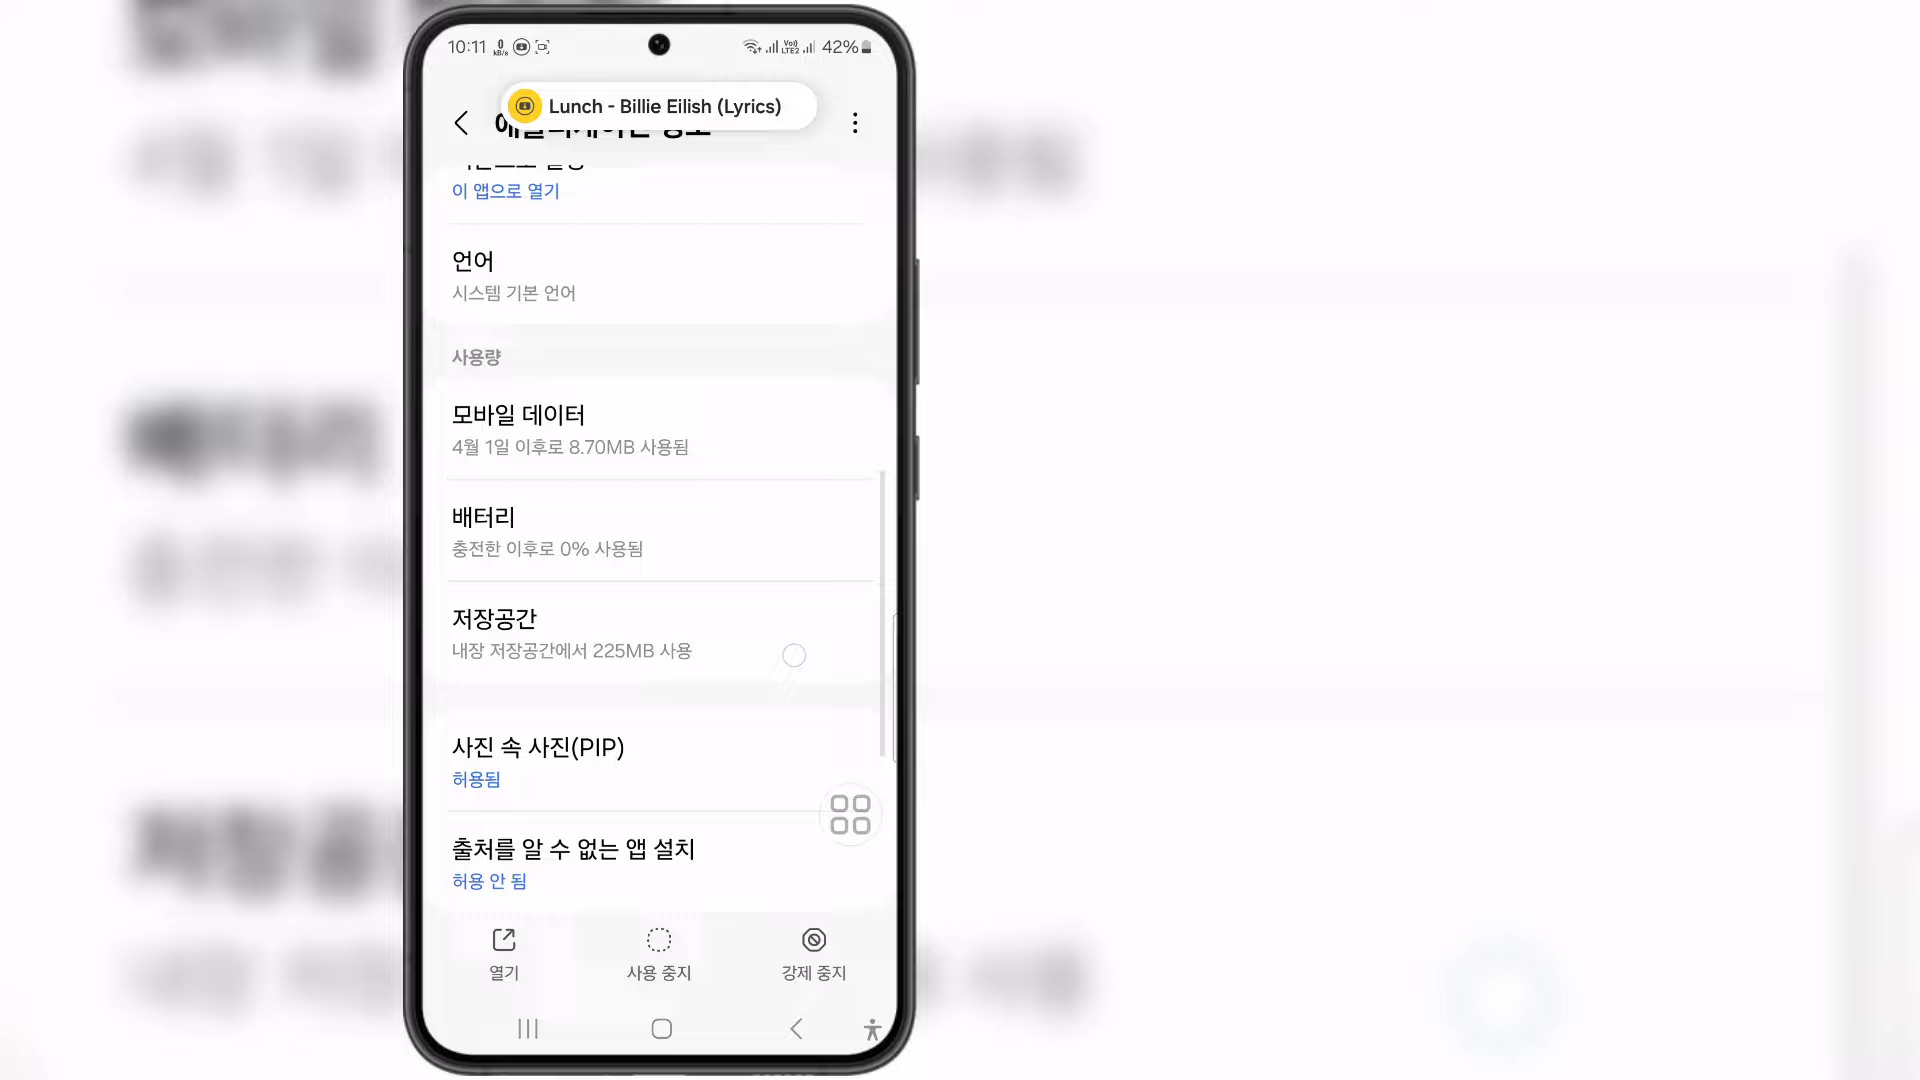 10:11
0
kB/s
Vo))
LTE2
42%
Lunch - Billie Eilish (Lyrics)
이 앱으로 열기
언어
시스템 기본 언어
사용량
모바일 데이터
4월 1일 이후로 8.70MB 사용됨
배터리
충전한 이후로 0% 사용됨
저장공간
내장 저장공간에서 225MB 사용
사진 속 사진(PIP)
허용됨
출처를 알 수 없는 앱 설치
허용 안 됨
열기
사용 중지
강제 중지